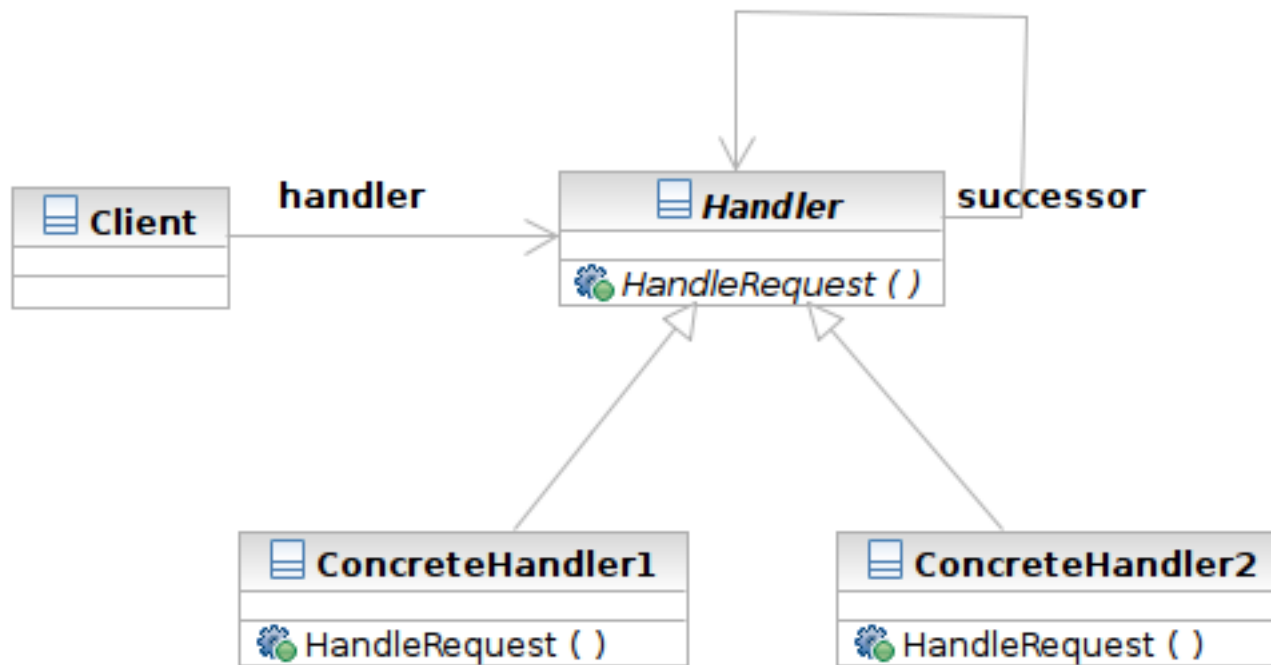 Client
handler
Handler
successor
HandleRequest ( )
ConcreteHandler1
HandleRequest ( )
ConcreteHandler2
HandleRequest ( )